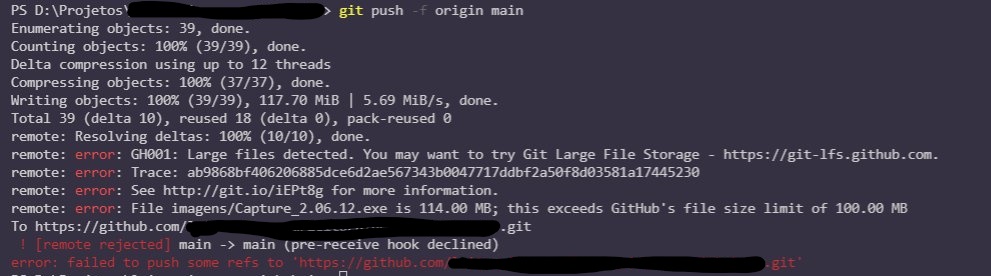 PS D:\Projetos\ > git push -f origin main
Enumerating objects: 39, done.
Counting objects: 100% (39/39), done.
Delta compression using up to 12 threads
Compressing objects: 100% (37/37), done.
Writing objects: 100% (39/39), 117.70 MiB | 5.69 MiB/s, done.
Total 39 (delta 10), reused 18 (delta 0), pack-reused 0
remote: Resolving deltas: 100% (10/10), done.
remote: error: GH001: Large files detected. You may want to try Git Large File Storage - https://git-lfs.github.com.
remote: error: Trace: ab9868bf406206885dce6d2ae567343b0047717ddbf2a50f8d03581a17445230
remote: error: See http://git.io/iEPt8g for more information.
remote: error: File imagens/Capture_2.06.12.exe is 114.00 MB; this exceeds GitHub's file size limit of 100.00 MB
To https://github.com/ .git
! [remote rejected] main -> main (pre-receive hook declined)
error: failed to push some refs to 'https://github.com/ .git'